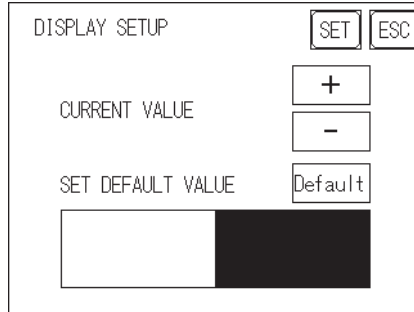 DISPLAY SETUP SET ESC
+
CURRENT VALUE
-
SET DEFAULT VALUE Default